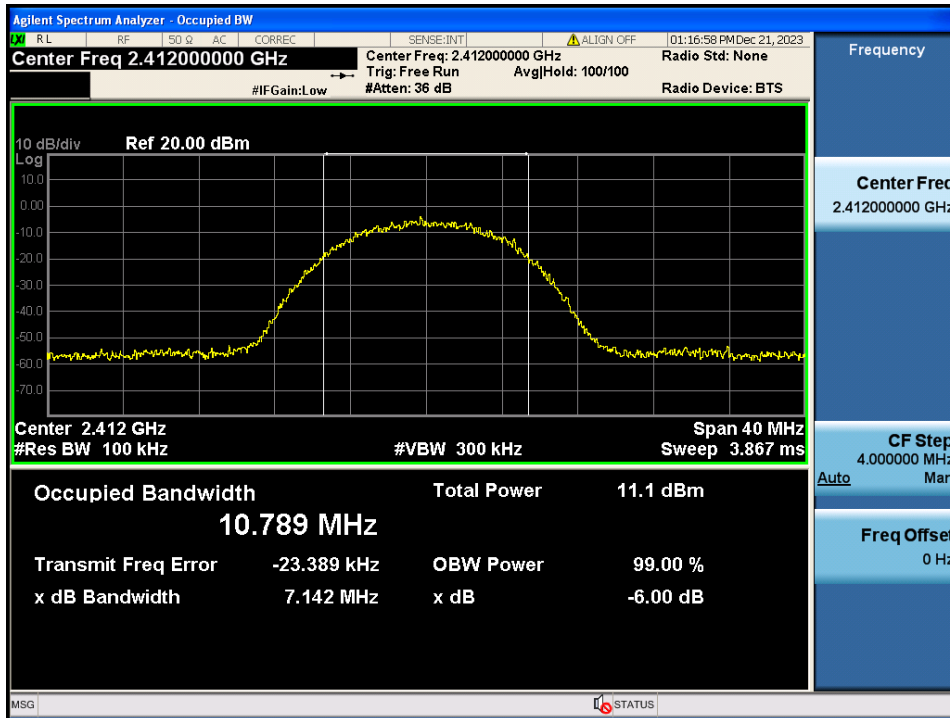 Agilent Spectrum Analyzer - Occupied BW
LXI RL RF 50 Ω AC CORREC SENSE:INT ALIGN OFF 01:16:58 PM Dec 21, 2023
Center Freq 2.412000000 GHz
Center Freq: 2.412000000 GHz
Radio Std: None
Trig: Free Run Avg|Hold: 100/100
#IFGain:Low
#Atten: 36 dB
Radio Device: BTS
10 dB/div Ref 20.00 dBm
Log
10.0
0.00
-10.0
-20.0
-30.0
-40.0
-50.0
-60.0
-70.0
Center 2.412 GHz Span 40 MHz
#Res BW 100 kHz #VBW 300 kHz Sweep 3.867 ms
Occupied Bandwidth Total Power 11.1 dBm
10.789 MHz
Transmit Freq Error -23.389 kHz OBW Power 99.00 %
x dB Bandwidth 7.142 MHz x dB -6.00 dB
MSG STATUS
Frequency
Center Freq
2.412000000 GHz
CF Step
4.000000 MHz
Auto Man
Freq Offset
0 Hz